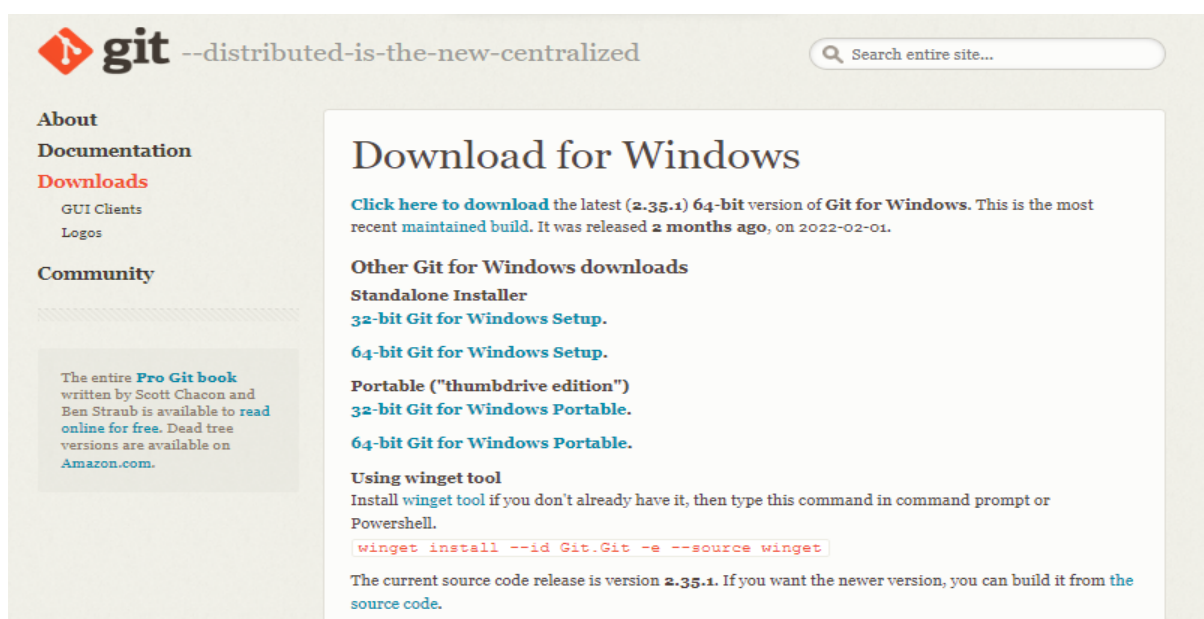 git --distributed-is-the-new-centralized
Search entire site...
About
Documentation
Downloads
GUI Clients
Logos
Community
The entire Pro Git book
written by Scott Chacon and
Ben Straub is available to read
online for free. Dead tree
versions are available on
Amazon.com.
Download for Windows
Click here to download the latest (2.35.1) 64-bit version of Git for Windows. This is the most
recent maintained build. It was released 2 months ago, on 2022-02-01.
Other Git for Windows downloads
Standalone Installer
32-bit Git for Windows Setup.
64-bit Git for Windows Setup.
Portable ("thumbdrive edition")
32-bit Git for Windows Portable.
64-bit Git for Windows Portable.
Using winget tool
Install winget tool if you don't already have it, then type this command in command prompt or
Powershell.
winget install --id Git.Git -e --source winget
The current source code release is version 2.35.1. If you want the newer version, you can build it from the
source code.